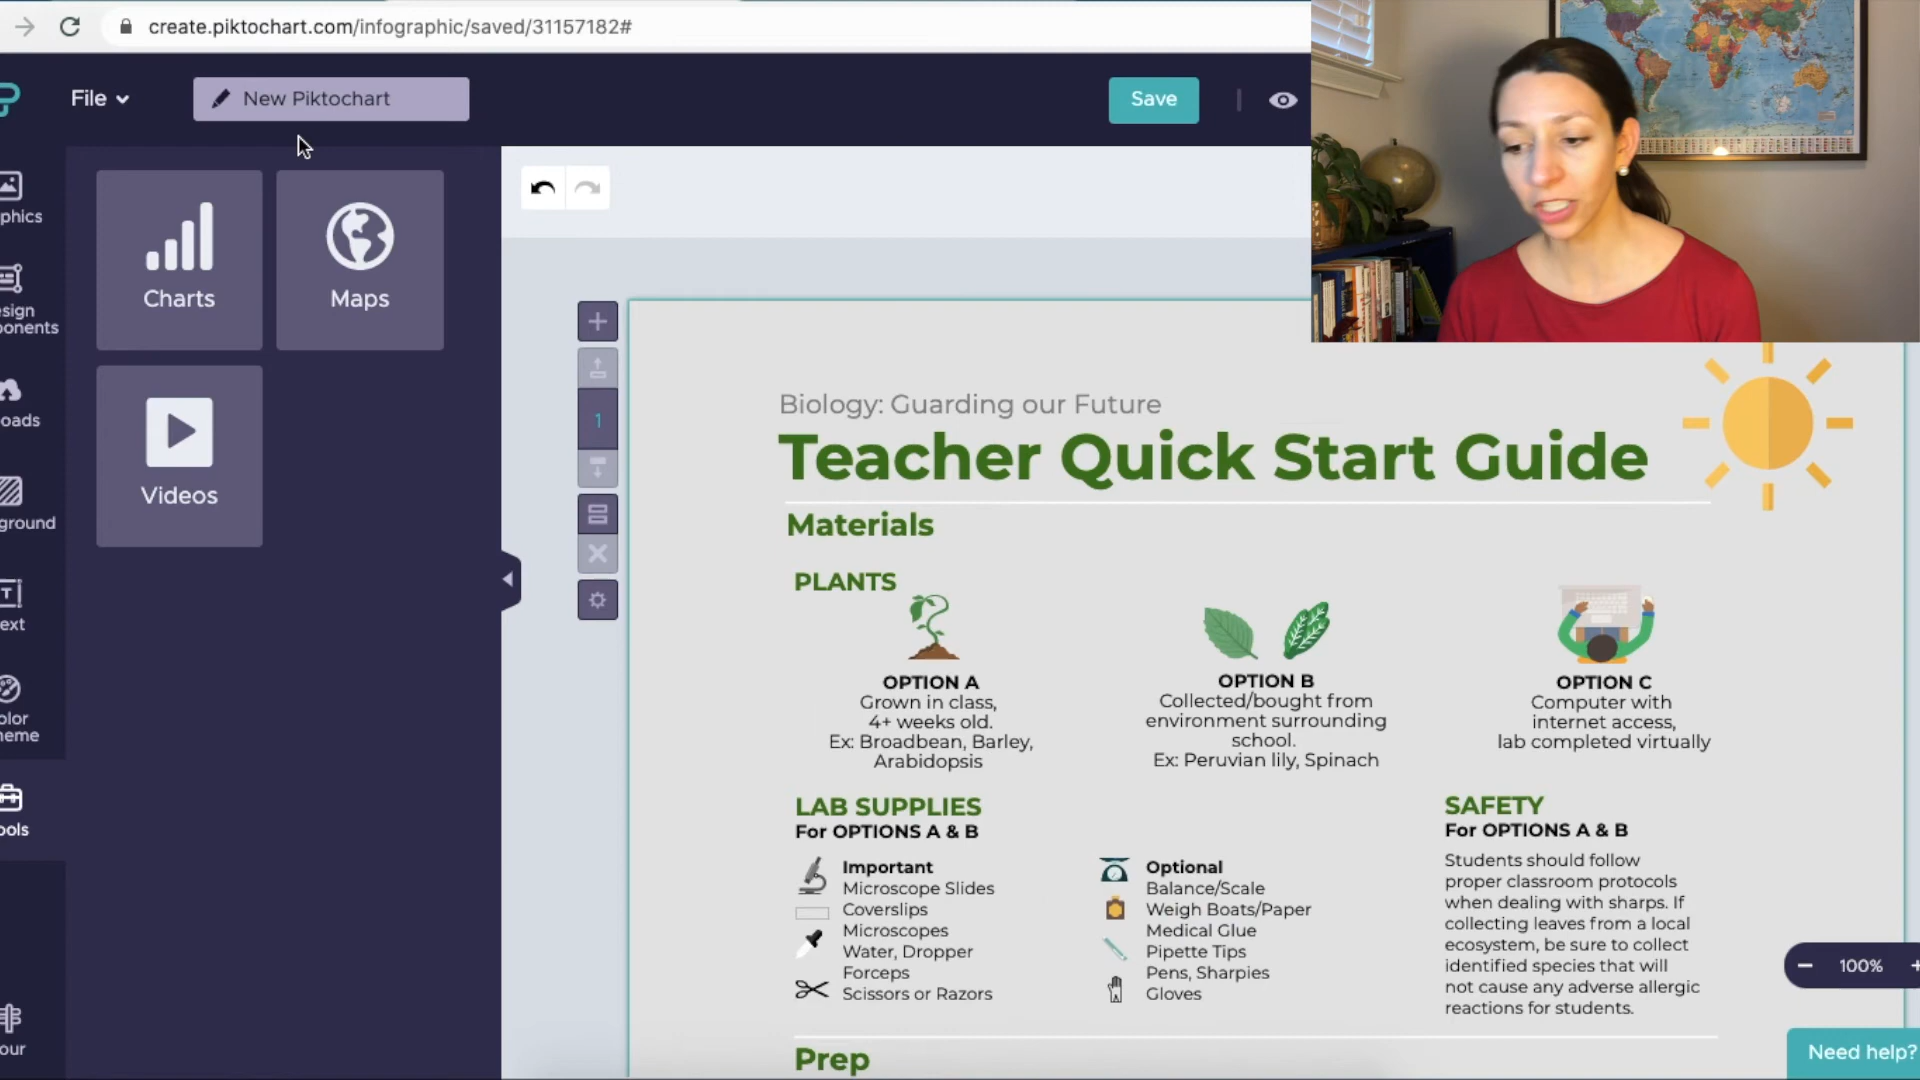 create.piktochart.com/infographic/saved/31157182#
File
New Piktochart
Save
phics
esign
ponents
oads
ground
ext
olor
heme
ools
our
Charts
Maps
Videos
1
Biology: Guarding our Future
Teacher Quick Start Guide
Materials
PLANTS
OPTION A
Grown in class,
4+ weeks old.
Ex: Broadbean, Barley,
Arabidopsis
OPTION B
Collected/bought from
environment surrounding
school.
Ex: Peruvian lily, Spinach
OPTION C
Computer with
internet access,
lab completed virtually
LAB SUPPLIES
For OPTIONS A & B
Important
Microscope Slides
Coverslips
Microscopes
Water, Dropper
Forceps
Scissors or Razors
Optional
Balance/Scale
Weigh Boats/Paper
Medical Glue
Pipette Tips
Pens, Sharpies
Gloves
SAFETY
For OPTIONS A & B
Students should follow
proper classroom protocols
when dealing with sharps. If
collecting leaves from a local
ecosystem, be sure to collect
identified species that will
not cause any adverse allergic
reactions for students.
Prep
100%
Need help?